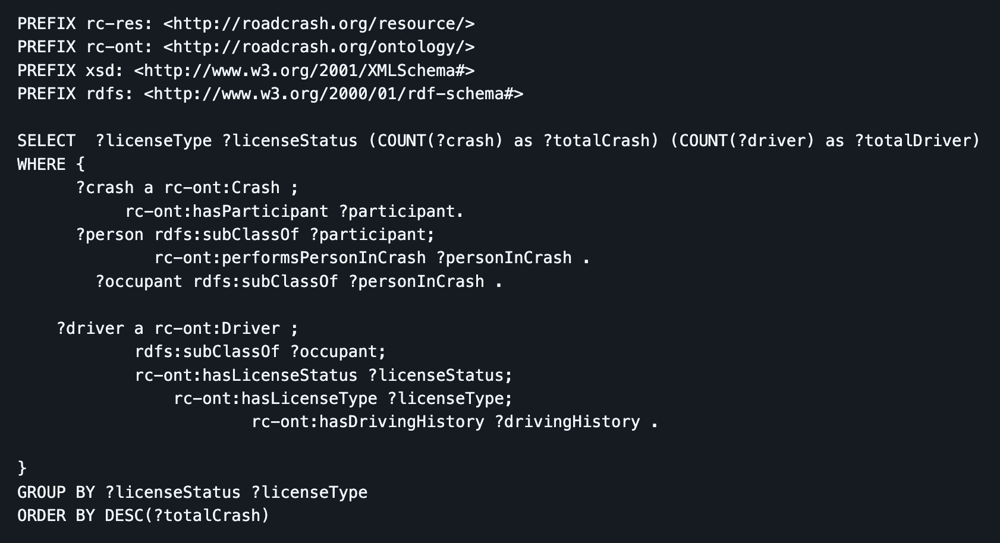 PREFIX rc-res: <http://roadcrash.org/resource/>
PREFIX rc-ont: <http://roadcrash.org/ontology/>
PREFIX xsd: <http://www.w3.org/2001/XMLSchema#>
PREFIX rdfs: <http://www.w3.org/2000/01/rdf-schema#>

SELECT  ?licenseType ?licenseStatus (COUNT(?crash) as ?totalCrash) (COUNT(?driver) as ?totalDriver)
WHERE {
      ?crash a rc-ont:Crash ;
           rc-ont:hasParticipant ?participant.
      ?person rdfs:subClassOf ?participant;
              rc-ont:performsPersonInCrash ?personInCrash .
        ?occupant rdfs:subClassOf ?personInCrash .

    ?driver a rc-ont:Driver ;
            rdfs:subClassOf ?occupant;
            rc-ont:hasLicenseStatus ?licenseStatus;
                rc-ont:hasLicenseType ?licenseType;
                        rc-ont:hasDrivingHistory ?drivingHistory .

}
GROUP BY ?licenseStatus ?licenseType
ORDER BY DESC(?totalCrash)